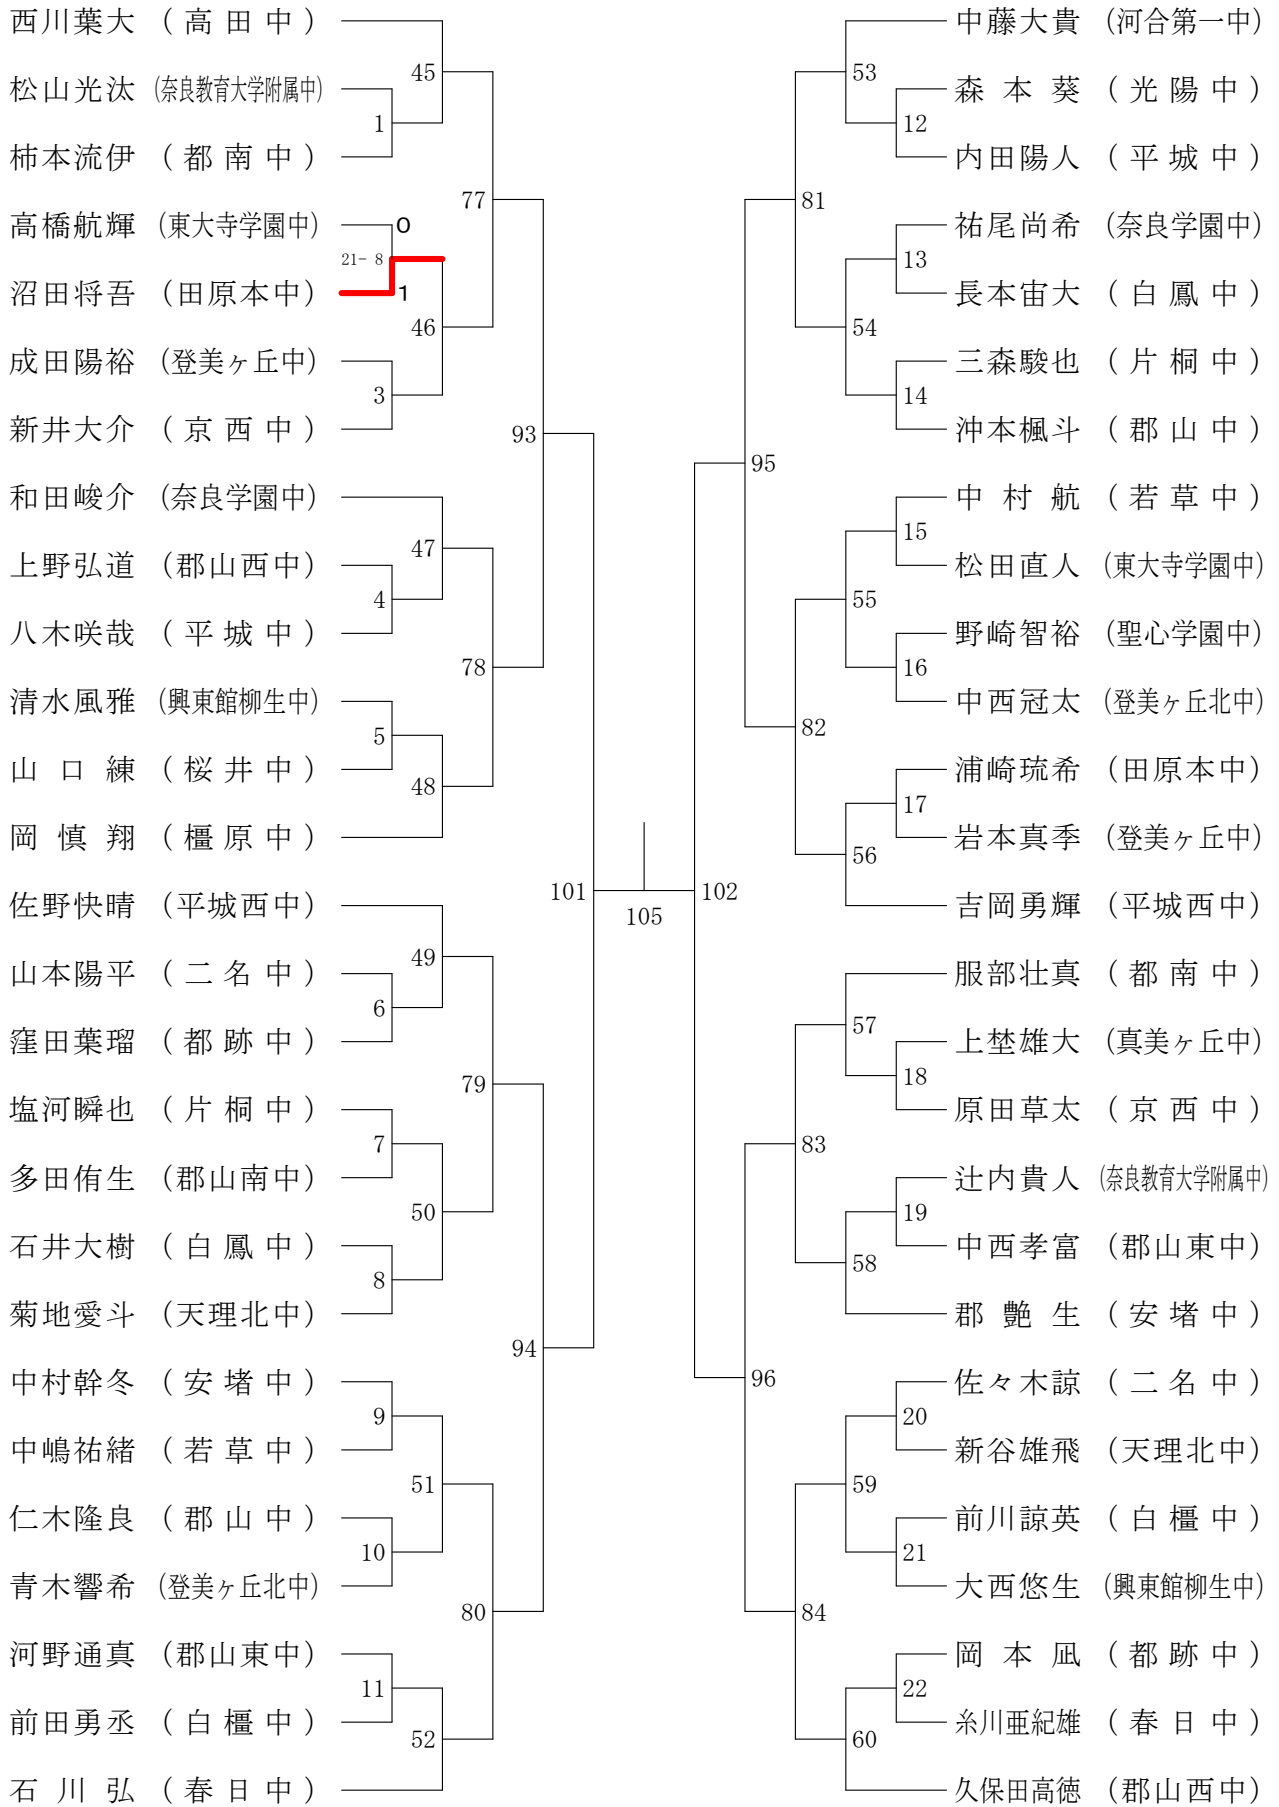 西川葉大 (高田中)
45
松山光汰 (奈良教育大学附属中)
1
柿本流伊 (都南中)
77
高橋航輝 (東大寺学園中)
0
21- 8
沼田将吾 (田原本中)
1
46
成田陽裕 (登美ヶ丘中)
3
新井大介 (京西中)
93
和田峻介 (奈良学園中)
47
上野弘道 (郡山西中)
4
八木咲哉 (平城中)
78
清水風雅 (興東館柳生中)
5
山口練 (桜井中)
48
岡慎翔 (橿原中)
101
佐野快晴 (平城西中)
49
山本陽平 (二名中)
6
窪田葉瑠 (都跡中)
79
塩河瞬也 (片桐中)
7
多田侑生 (郡山南中)
50
石井大樹 (白鳳中)
8
菊地愛斗 (天理北中)
94
中村幹冬 (安堵中)
9
中嶋祐緒 (若草中)
51
仁木隆良 (郡山中)
10
青木響希 (登美ヶ丘北中)
80
河野通真 (郡山東中)
11
前田勇丞 (白橿中)
52
石川弘 (春日中)
105
中藤大貴 (河合第一中)
53
森本葵 (光陽中)
12
内田陽人 (平城中)
81
祐尾尚希 (奈良学園中)
13
長本宙大 (白鳳中)
54
三森駿也 (片桐中)
14
沖本楓斗 (郡山中)
95
中村航 (若草中)
15
松田直人 (東大寺学園中)
55
野崎智裕 (聖心学園中)
16
中西冠太 (登美ヶ丘北中)
82
浦崎琉希 (田原本中)
17
岩本真季 (登美ヶ丘中)
56
102
吉岡勇輝 (平城西中)
服部壮真 (都南中)
57
上埜雄大 (真美ヶ丘中)
18
原田草太 (京西中)
83
辻内貴人 (奈良教育大学附属中)
19
中西孝富 (郡山東中)
58
郡艶生 (安堵中)
96
佐々木諒 (二名中)
20
新谷雄飛 (天理北中)
59
前川諒英 (白橿中)
21
大西悠生 (興東館柳生中)
84
岡本凪 (都跡中)
22
糸川亜紀雄 (春日中)
60
久保田高徳 (郡山西中)